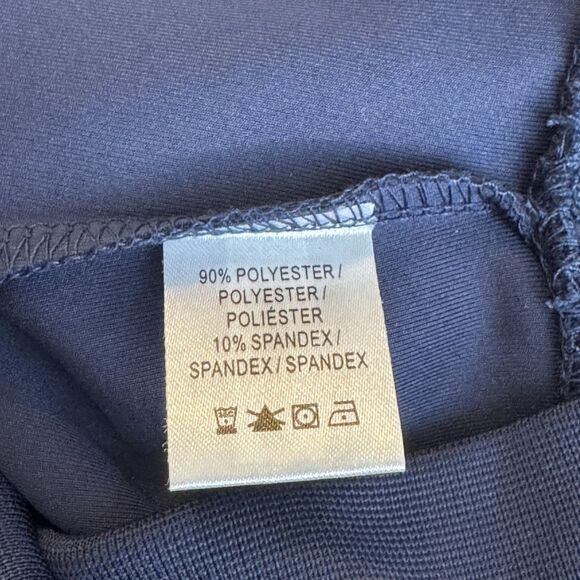 90% POLYESTER /
POLYESTER /
POLIÉSTER
10% SPANDEX /
SPANDEX / SPANDEX